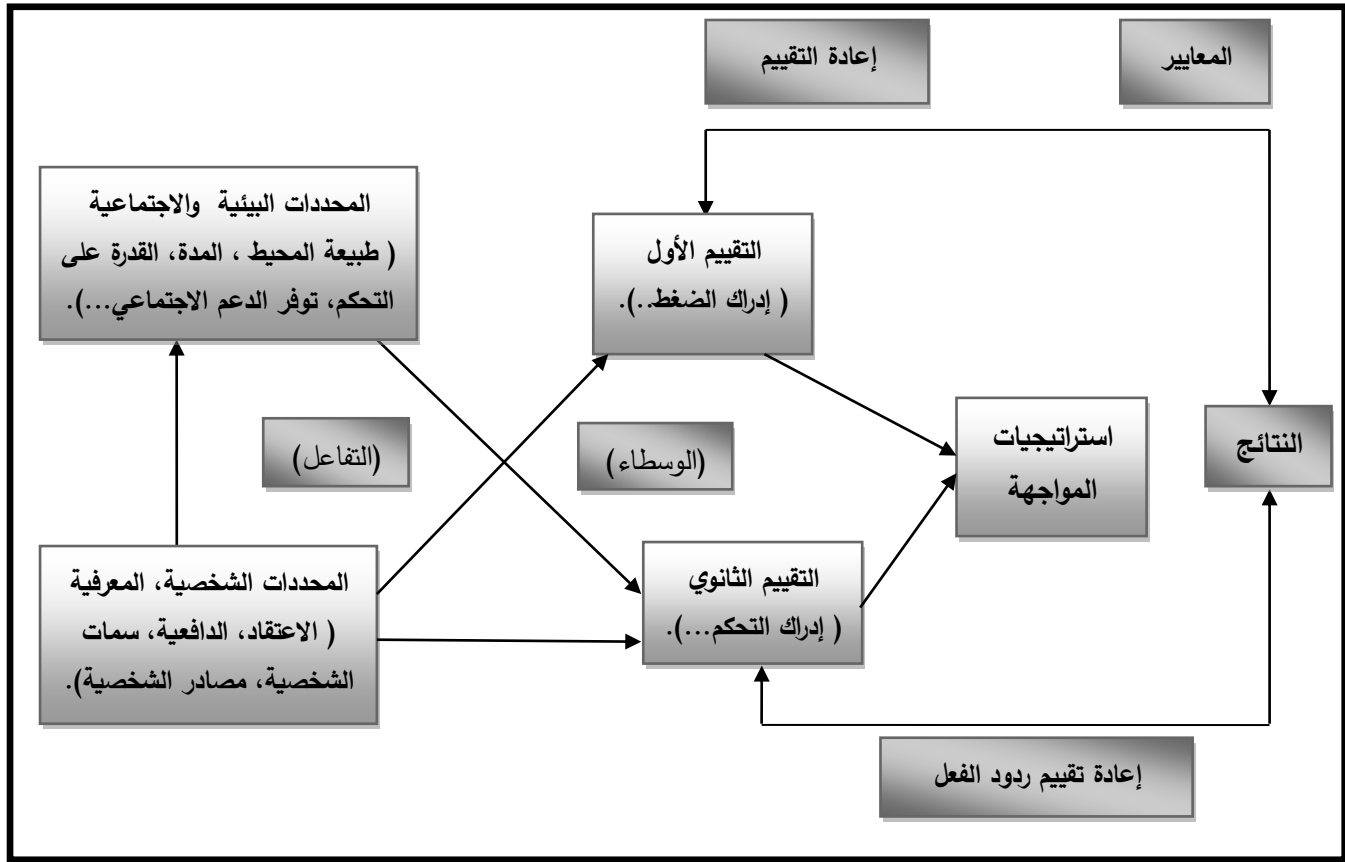 إعادة التقييم
المعايير
المحددات البيئية والاجتماعية
( طبيعة المحيط ، المدة، القدرة على
التحكم، توفر الدعم الاجتماعي...).
التقييم الأول
( إدراك الضغط..).
(التفاعل)
(الوسطاء)
استراتيجيات
المواجهة
النتائج
المحددات الشخصية، المعرفية
( الاعتقاد، الدافعية، سمات
الشخصية، مصادر الشخصية).
التقييم الثانوي
( إدراك التحكم...).
إعادة تقييم ردود الفعل